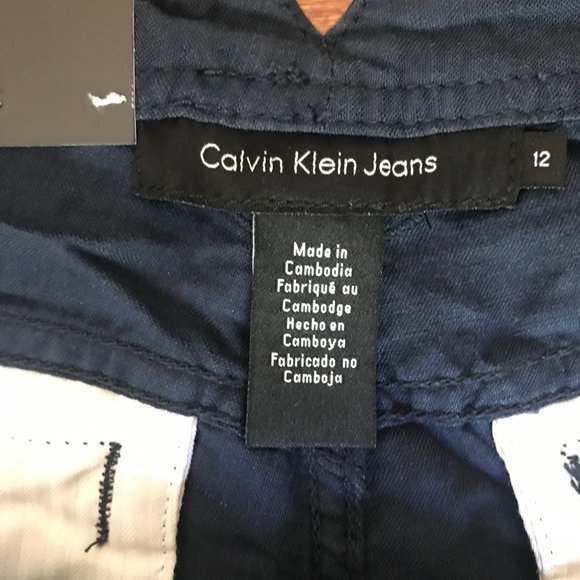 Calvin Klein Jeans
12
Made in
Cambodia
Fabriqué au
Cambodge
Hecho en
Camboya
Fabricado no
Camboja